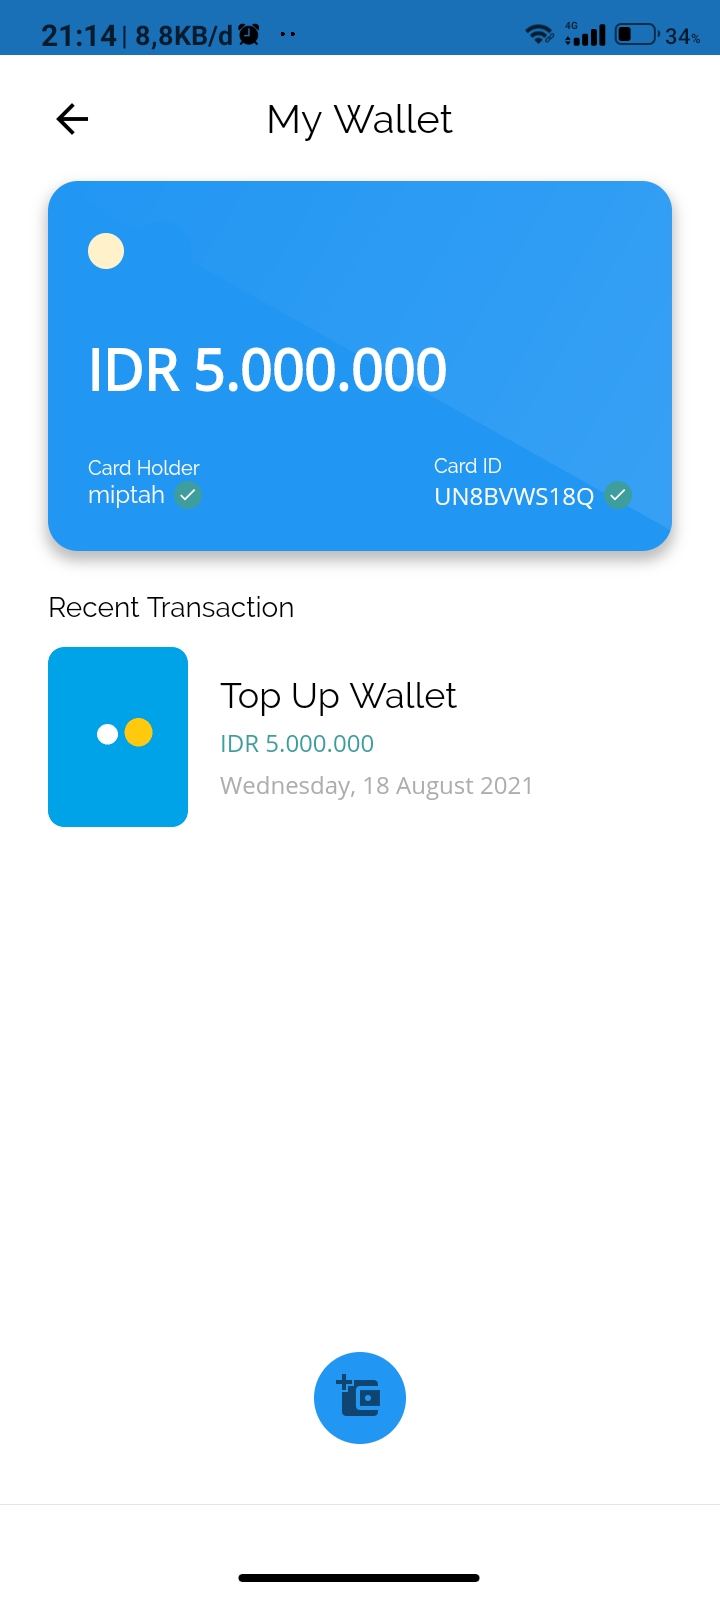 21:14 | 8,8KB/d
4G
34%
My Wallet
IDR 5.000.000
Card Holder
miptah
Card ID
UN8BVWS18Q
Recent Transaction
Top Up Wallet
IDR 5.000.000
Wednesday, 18 August 2021